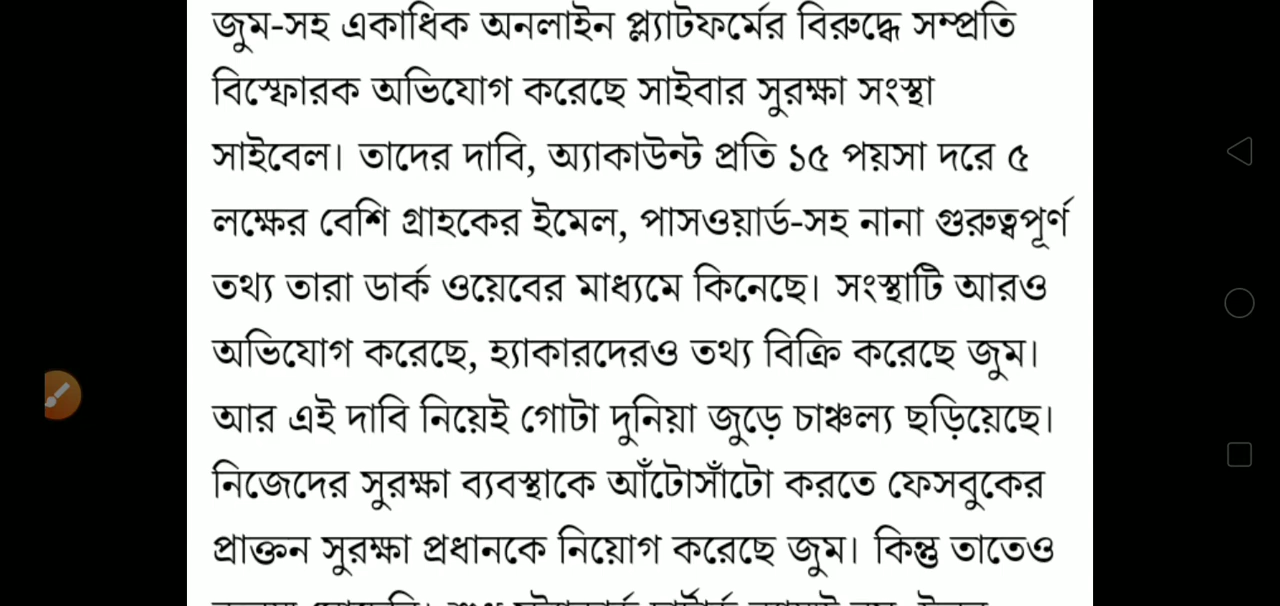 জুম-সহ একাধিক অনলাইন প্ল্যাটফর্মের বিরুদ্ধে সম্প্রতি
বিস্ফোরক অভিযোগ করেছে সাইবার সুরক্ষা সংস্থা
সাইবেল। তাদের দাবি, অ্যাকাউন্ট প্রতি ১৫ পয়সা দরে ৫
লক্ষের বেশি গ্রাহকের ইমেল, পাসওয়ার্ড-সহ নানা গুরুত্বপূর্ণ
তথ্য তারা ডার্ক ওয়েবের মাধ্যমে কিনেছে। সংস্থাটি আরও
অভিযোগ করেছে, হ্যাকারদেরও তথ্য বিক্রি করেছে জুম।
আর এই দাবি নিয়েই গোটা দুনিয়া জুড়ে চাঞ্চল্য ছড়িয়েছে।
নিজেদের সুরক্ষা ব্যবস্থাকে আঁটোসাঁটো করতে ফেসবুকের
প্রাক্তন সুরক্ষা প্রধানকে নিয়োগ করেছে জুম। কিন্তু তাতেও